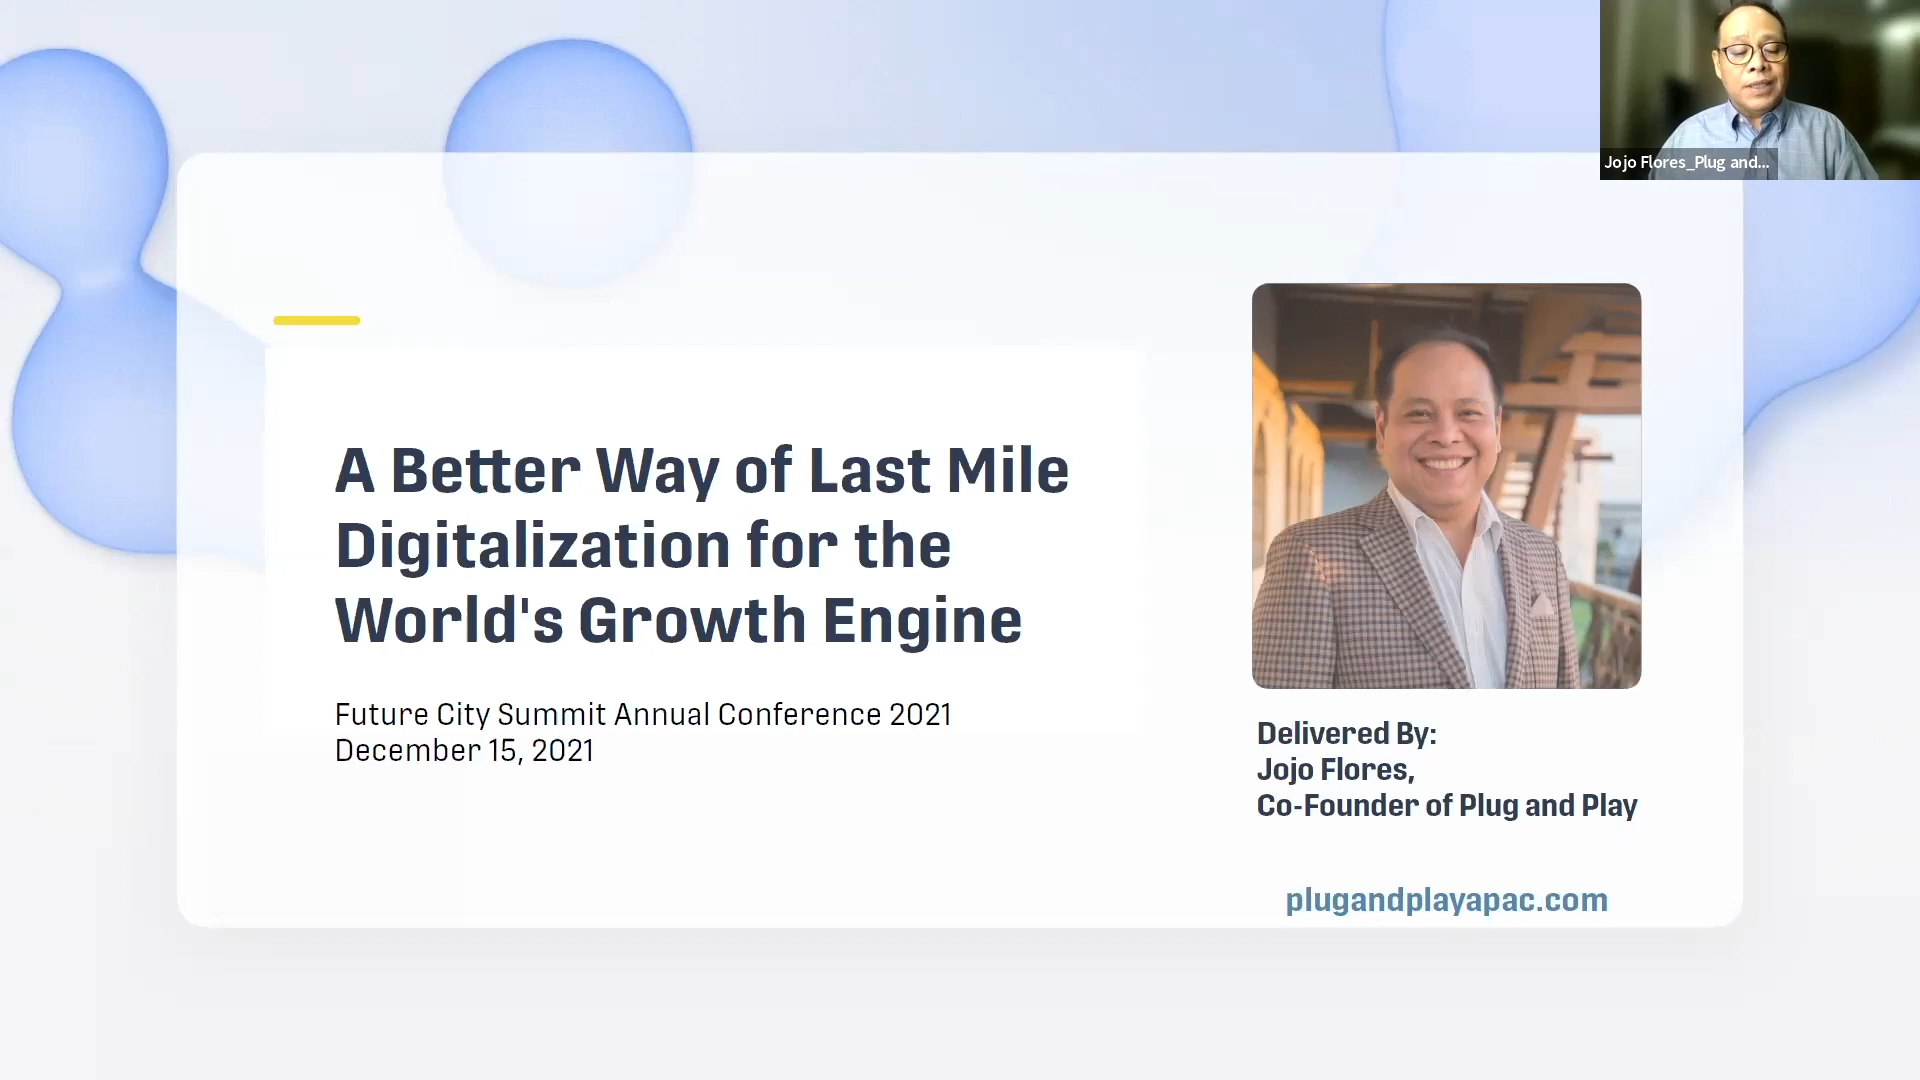 Jojo Flores_Plug and...
A Better Way of Last Mile
Digitalization for the
World's Growth Engine
Future City Summit Annual Conference 2021
December 15, 2021
Delivered By:
Jojo Flores,
Co-Founder of Plug and Play
plugandplayapac.com